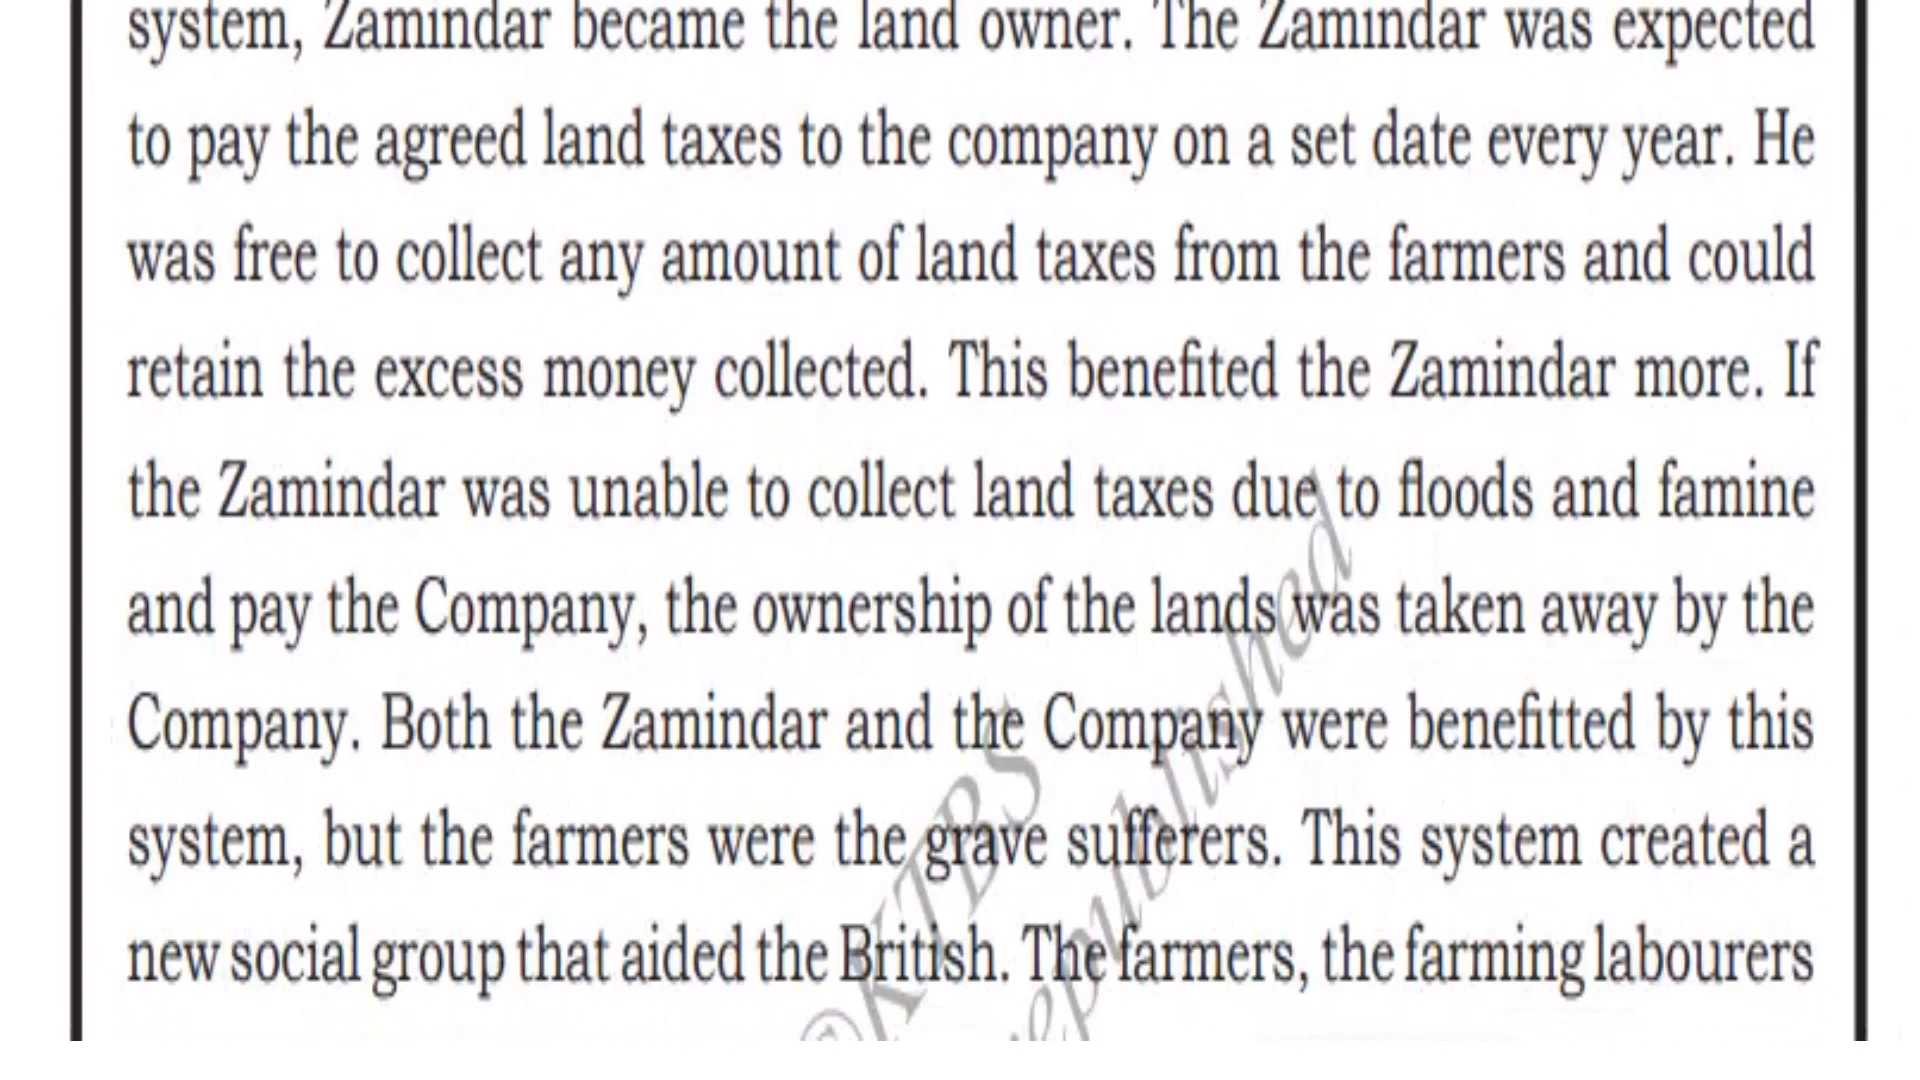 system, Zamindar became the land owner. The Zamindar was expected
to pay the agreed land taxes to the company on a set date every year. He
was free to collect any amount of land taxes from the farmers and could
retain the excess money collected. This benefited the Zamindar more. If
the Zamindar was unable to collect land taxes due to floods and famine
and pay the Company, the ownership of the lands was taken away by the
Company. Both the Zamindar and the Company were benefitted by this
system, but the farmers were the grave sufferers. This system created a
new social group that aided the British. The farmers, the farming labourers
©KTBS
republished